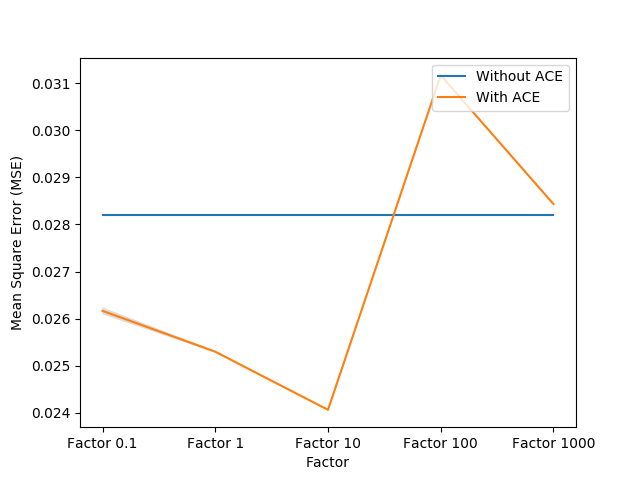 Without ACE
With ACE
0.031
0.030
0.029
0.028
0.027
0.026
0.025
0.024
Mean Square Error (MSE)
Factor 0.1
Factor 1
Factor 10
Factor 100
Factor 1000
Factor